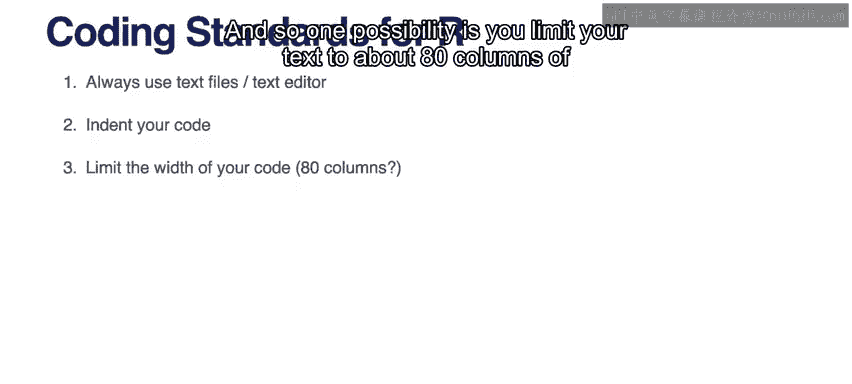 Coding Standards for R
And so one possibility is you limit your
text to about 80 columns of
1. Always use text files / text editor
2. Indent your code
3. Limit the width of your code (80 columns?)